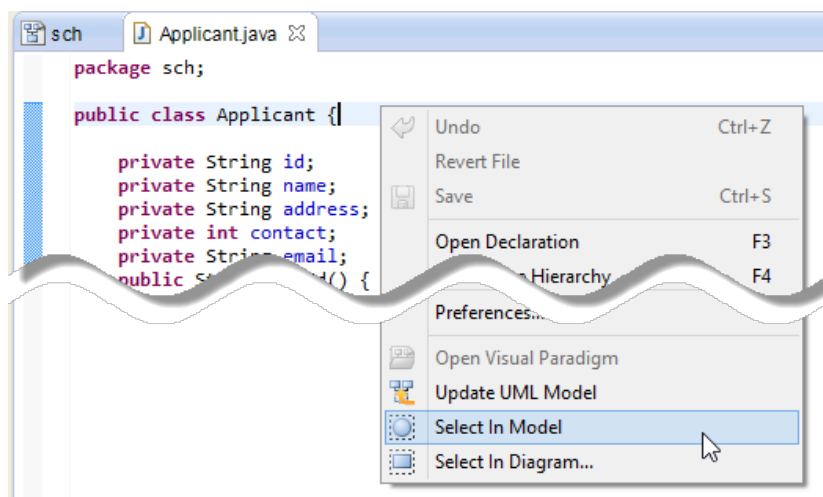 sch Applicant.java
package sch;
public class Applicant {
private String id;
private String name;
private String address;
private int contact;
private String email;
public
() {
Undo Ctrl+Z
Revert File
Save Ctrl+S
Open Declaration F3
Hierarchy F4
Preferences...
Open Visual Paradigm
Update UML Model
Select In Model
Select In Diagram...